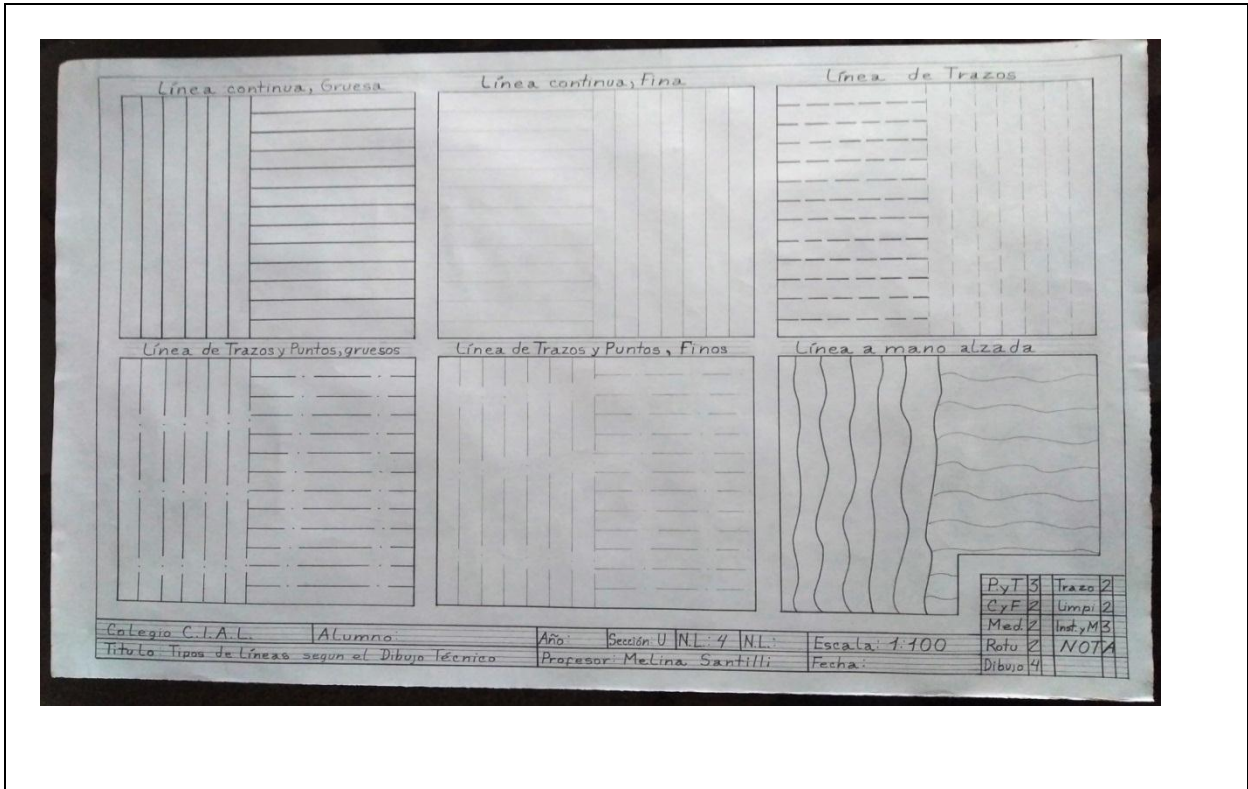 Línea continua, Gruesa
Línea continua, Fina
Línea de Trazos
Línea de Trazos y Puntos, gruesos
Línea de Trazos y Puntos, Finos
Línea a mano alzada
Colegio C.I.A.L.
Alumno:
Año:
Sección: U
N.L: 4
N.L:
Escala: 1:100
Titulo: Tipos de Líneas segun el Dibujo Técnico
Profesor: Melina Santilli
Fecha:
P.yT 3 Trazo 2
CyF 2 Limpi 2
Med. 2 Inst.yM 3
Rotu 2 NOTA
Dibujo 4